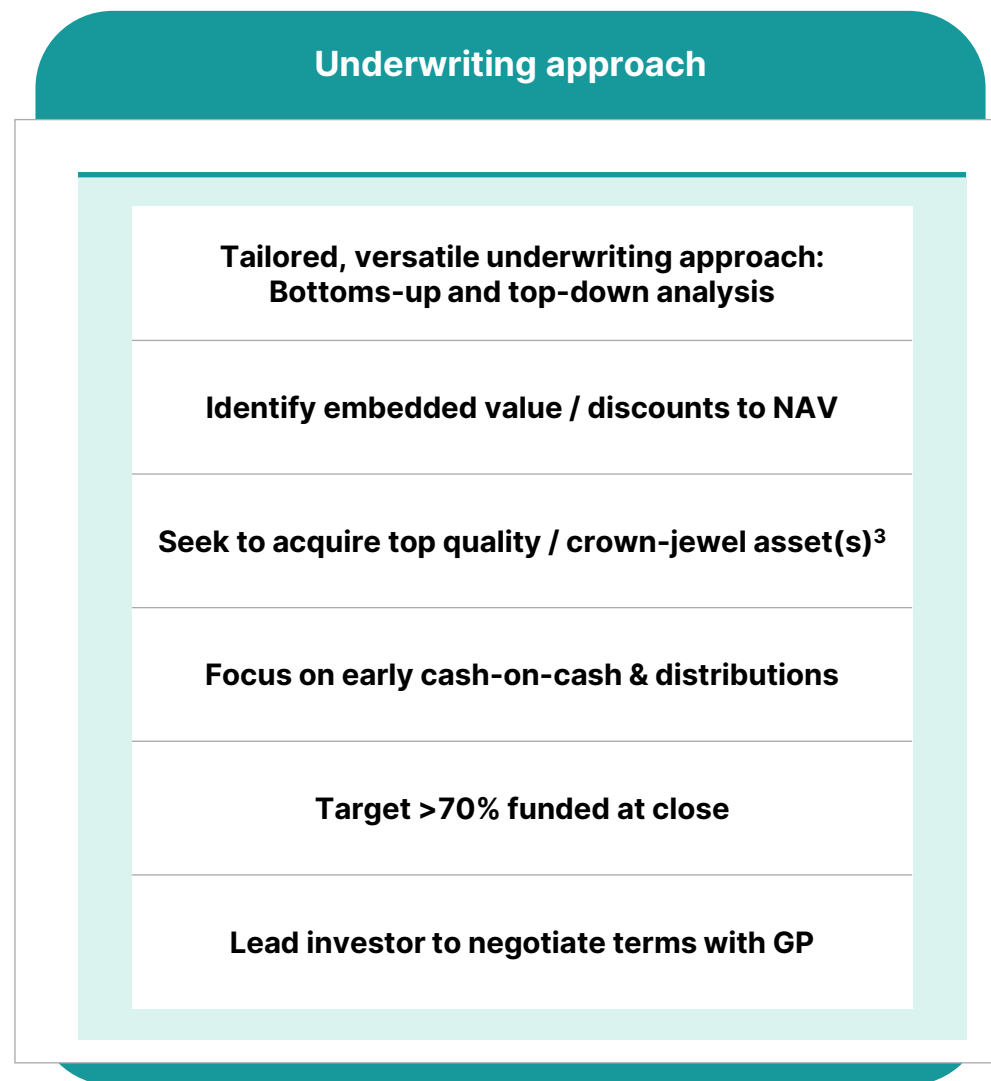 Underwriting approach
Tailored, versatile underwriting approach:
Bottoms-up and top-down analysis
Identify embedded value / discounts to NAV
Seek to acquire top quality / crown-jewel asset(s)³
Focus on early cash-on-cash & distributions
Target >70% funded at close
Lead investor to negotiate terms with GP